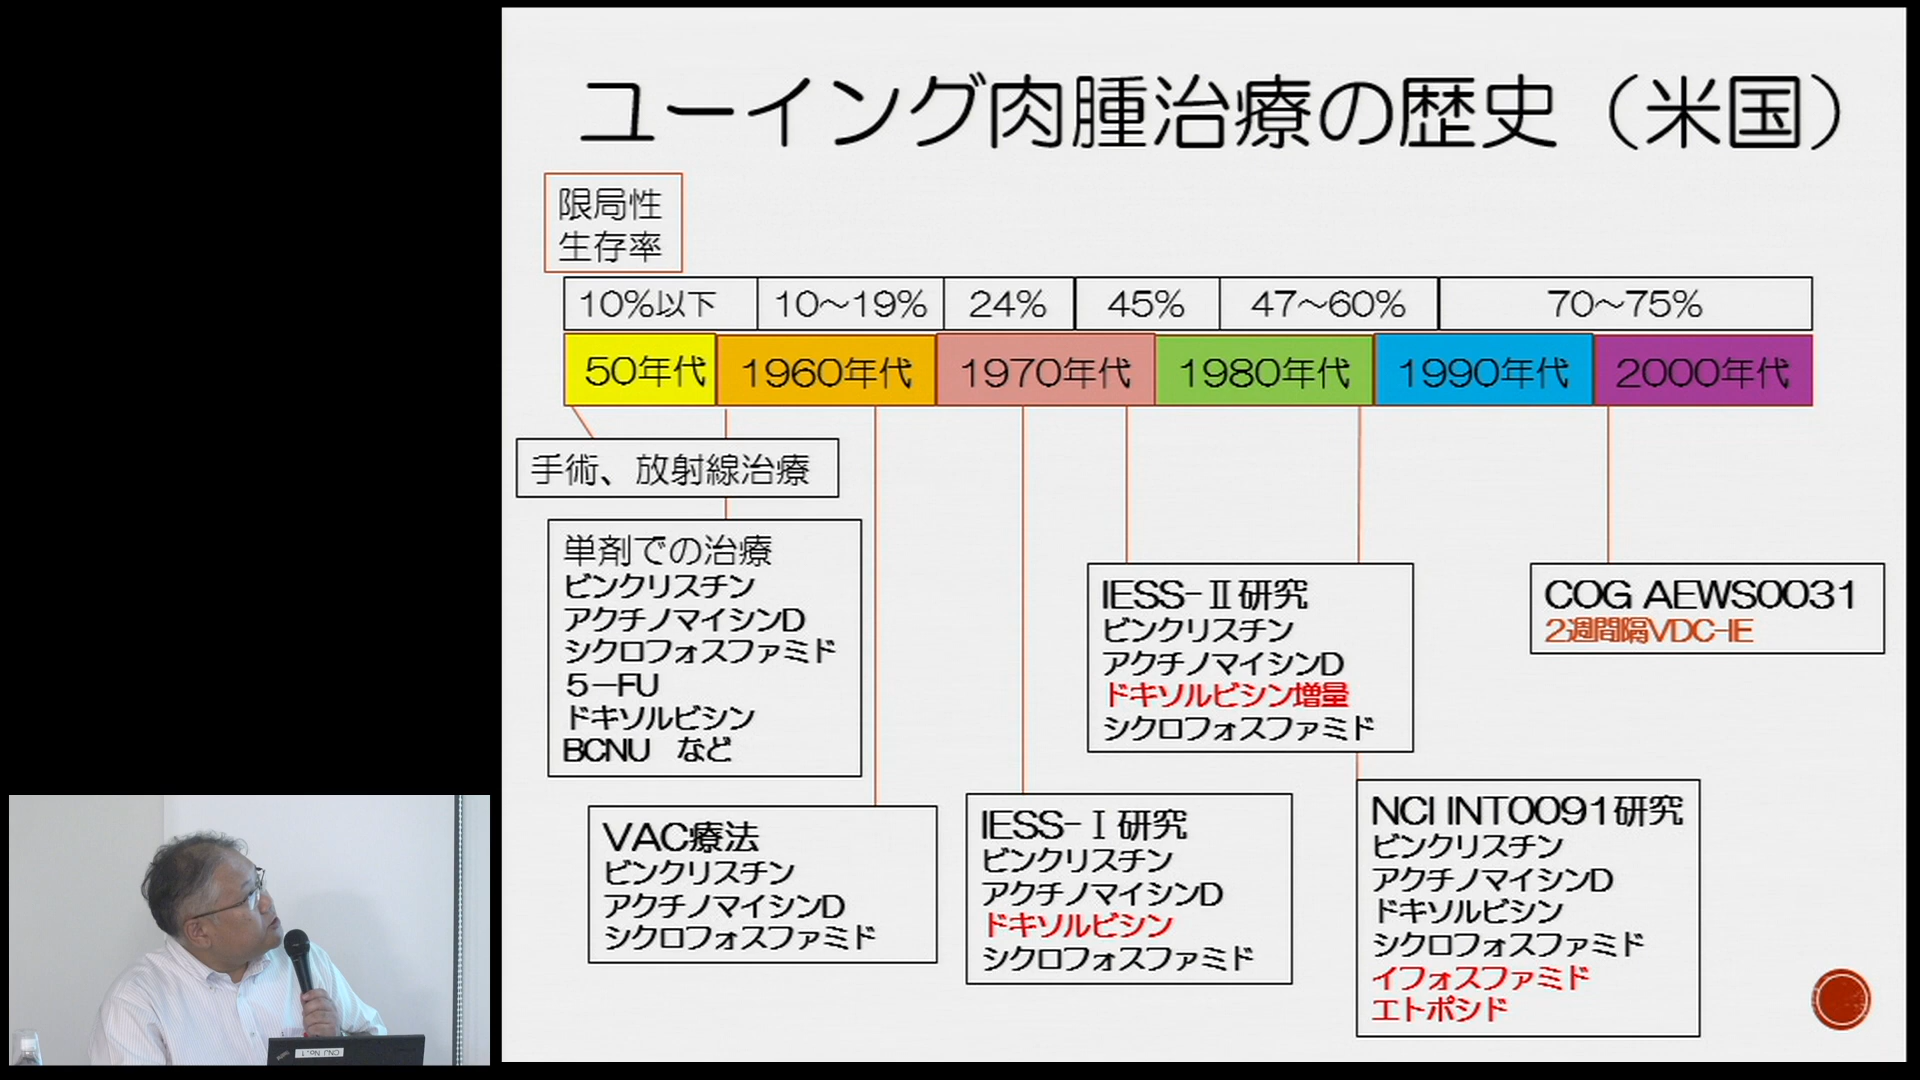 ユーイング肉腫治療の歴史（米国）
限局性
生存率
10%以下
10～19%
24%
45%
47～60%
70～75%
50年代
1960年代
1970年代
1980年代
1990年代
2000年代
手術、放射線治療
単剤での治療
ビンクリスチン
アクチノマイシンD
シクロフォスファミド
5－FU
ドキソルビシン
BCNU　など
VAC療法
ビンクリスチン
アクチノマイシンD
シクロフォスファミド
IESS-Ⅰ研究
ビンクリスチン
アクチノマイシンD
ドキソルビシン
シクロフォスファミド
IESS-Ⅱ研究
ビンクリスチン
アクチノマイシンD
ドキソルビシン増量
シクロフォスファミド
NCI INT0091研究
ビンクリスチン
アクチノマイシンD
ドキソルビシン
シクロフォスファミド
イフォスファミド
エトポシド
COG AEWS0031
2週間隔VDC-IE
CNJ No.1